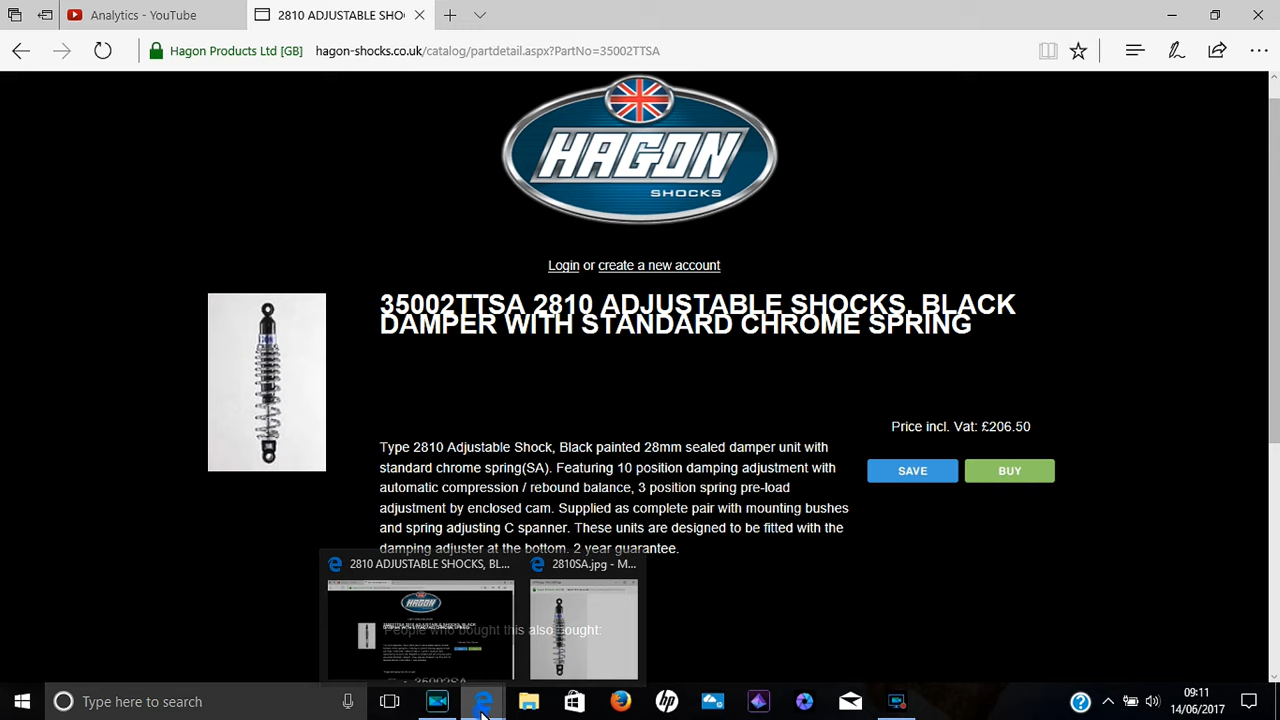 Analytics - YouTube
2810 ADJUSTABLE SHO
Hagon Products Ltd [GB]
hagon-shocks.co.uk/catalog/partdetail.aspx?PartNo=35002TTSA
HAGON
SHOCKS
Login or create a new account
35002TTSA 2810 ADJUSTABLE SHOCKS, BLACK
DAMPER WITH STANDARD CHROME SPRING
Price incl. Vat: £206.50
Type 2810 Adjustable Shock, Black painted 28mm sealed damper unit with
standard chrome spring(SA). Featuring 10 position damping adjustment with
automatic compression / rebound balance, 3 position spring pre-load
adjustment by enclosed cam. Supplied as complete pair with mounting bushes
and spring adjusting C spanner. These units are designed to be fitted with the
damping adjuster at the bottom. 2 year guarantee.
SAVE
BUY
2810 ADJUSTABLE SHOCKS, BL...
2810SA.jpg - M...
HAGON
People who bought this also bought:
35002SA
Type here to search
hp
09:11
14/06/2017